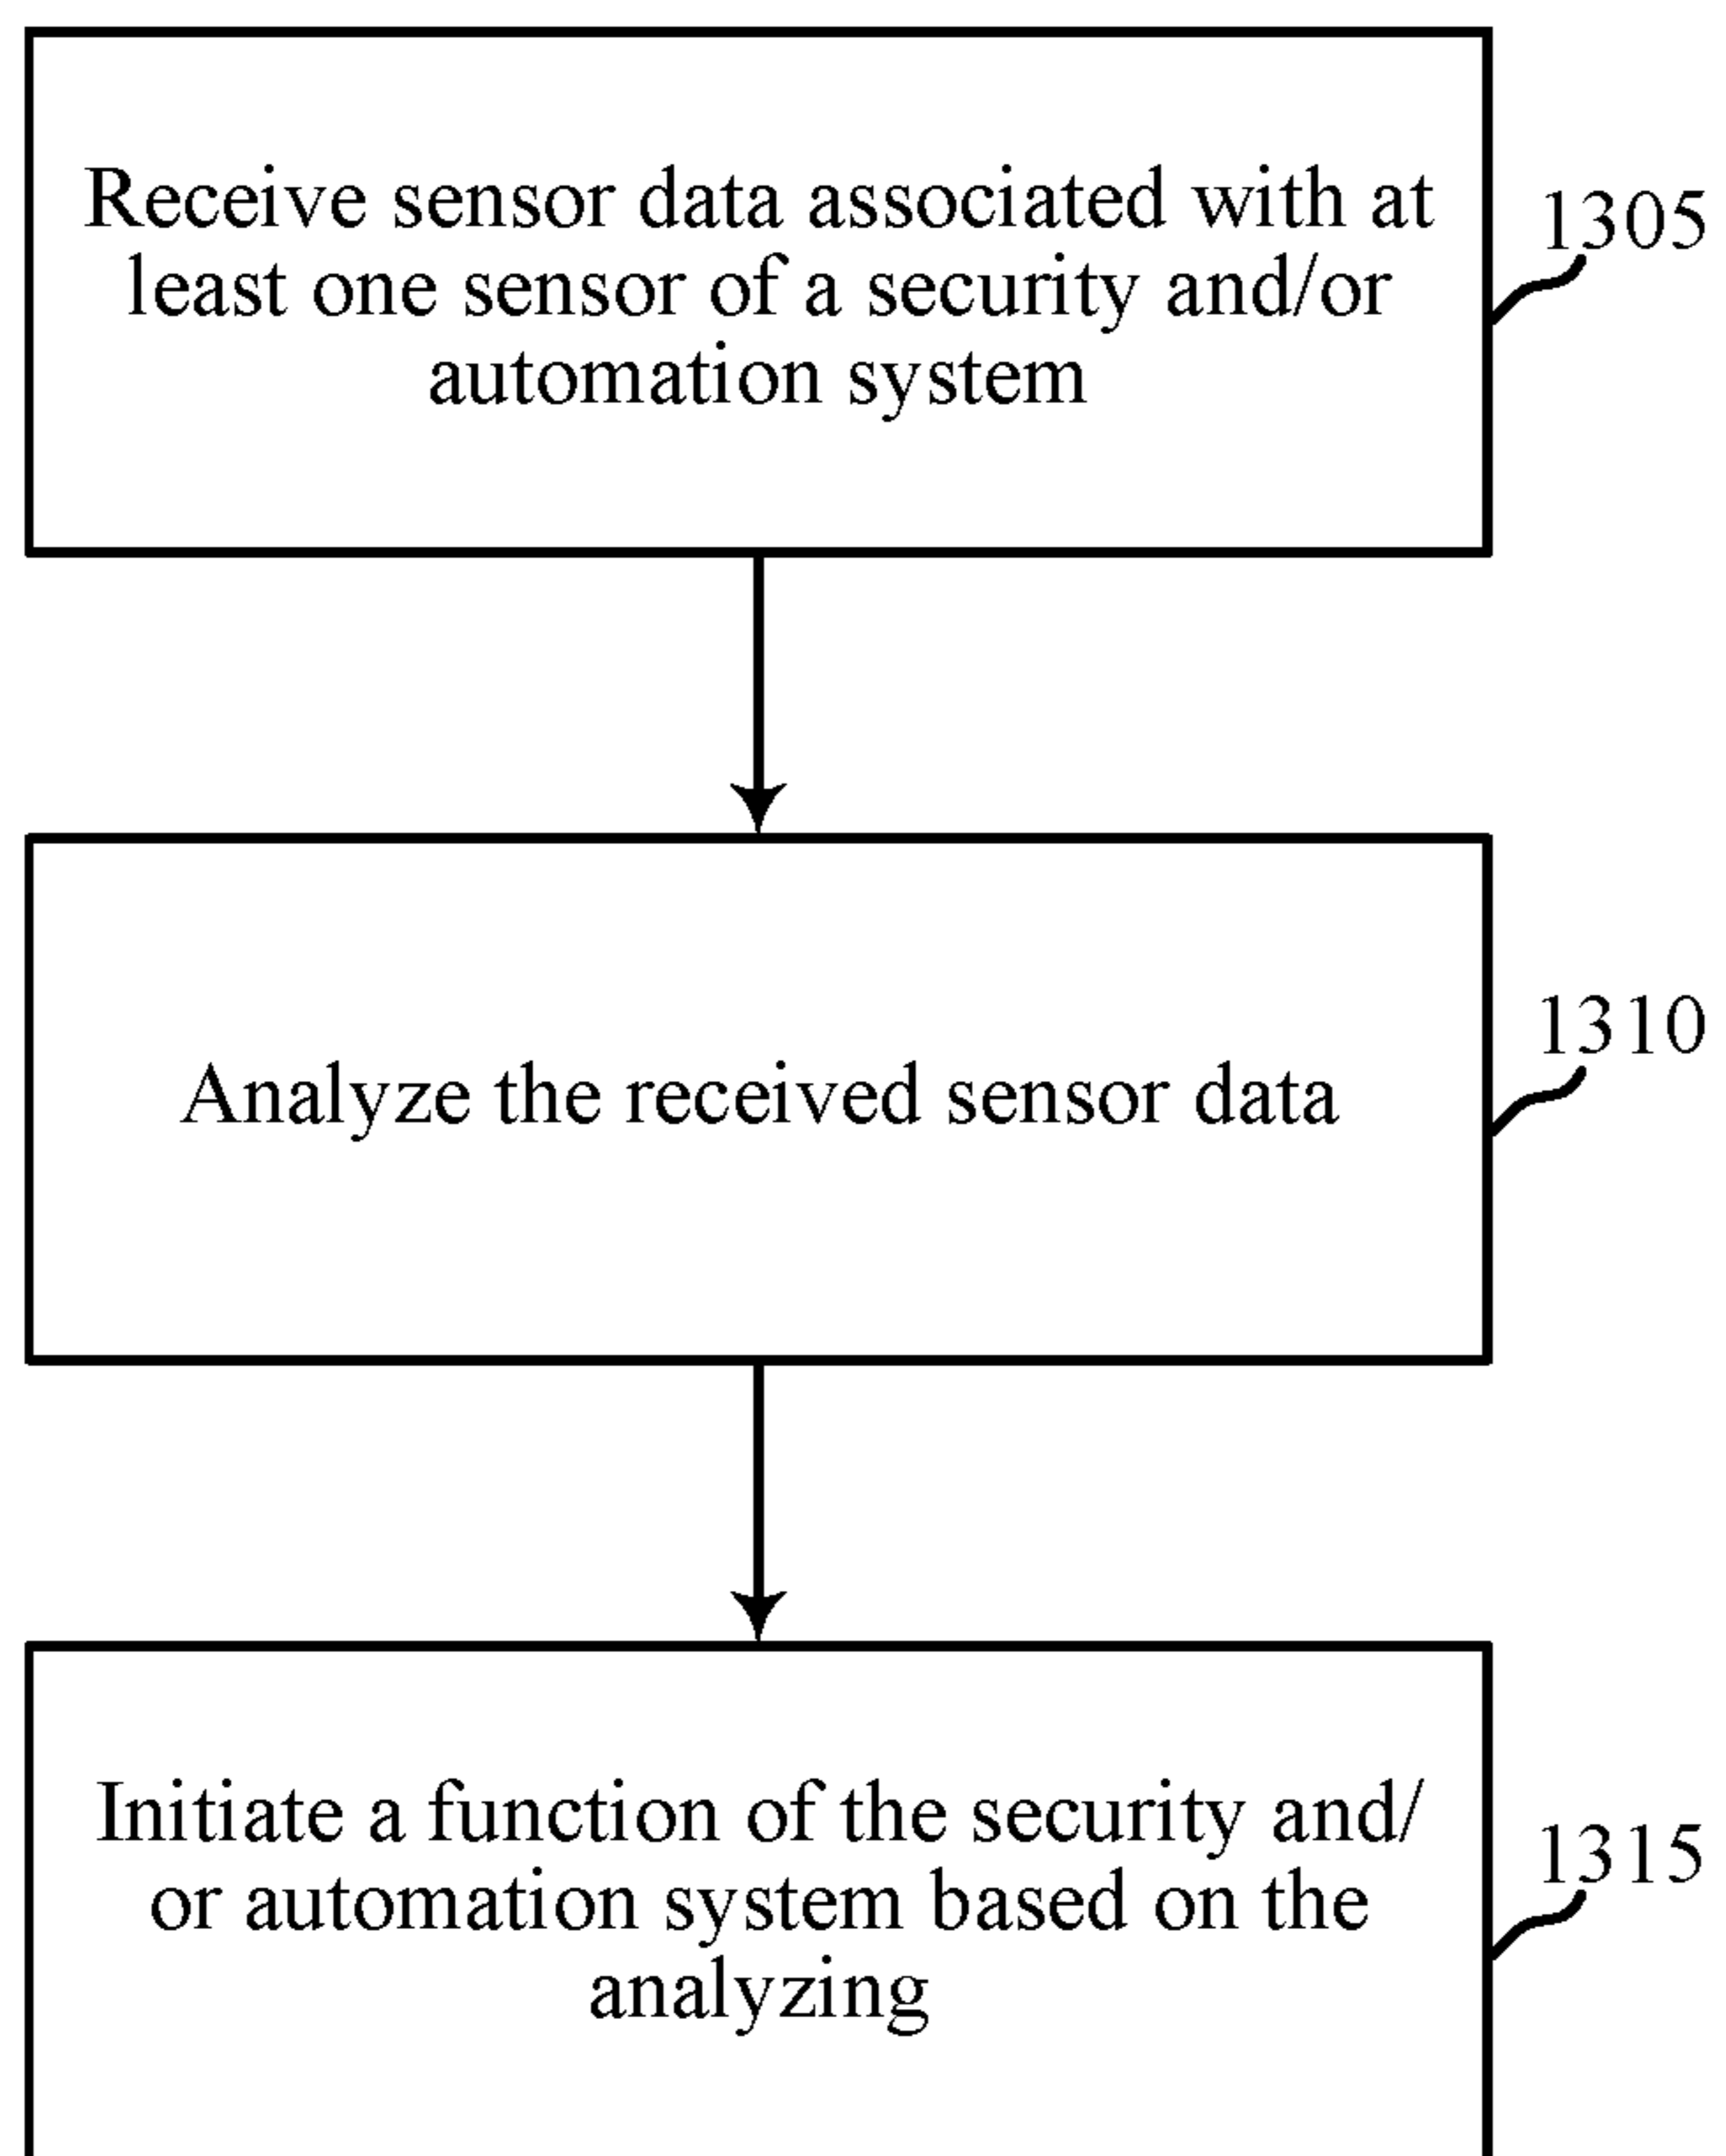 Receive sensor data associated with at
least one sensor of a security and/or
automation system
1305
Analyze the received sensor data
1310
Initiate a function of the security and/
or automation system based on the
analyzing
1315